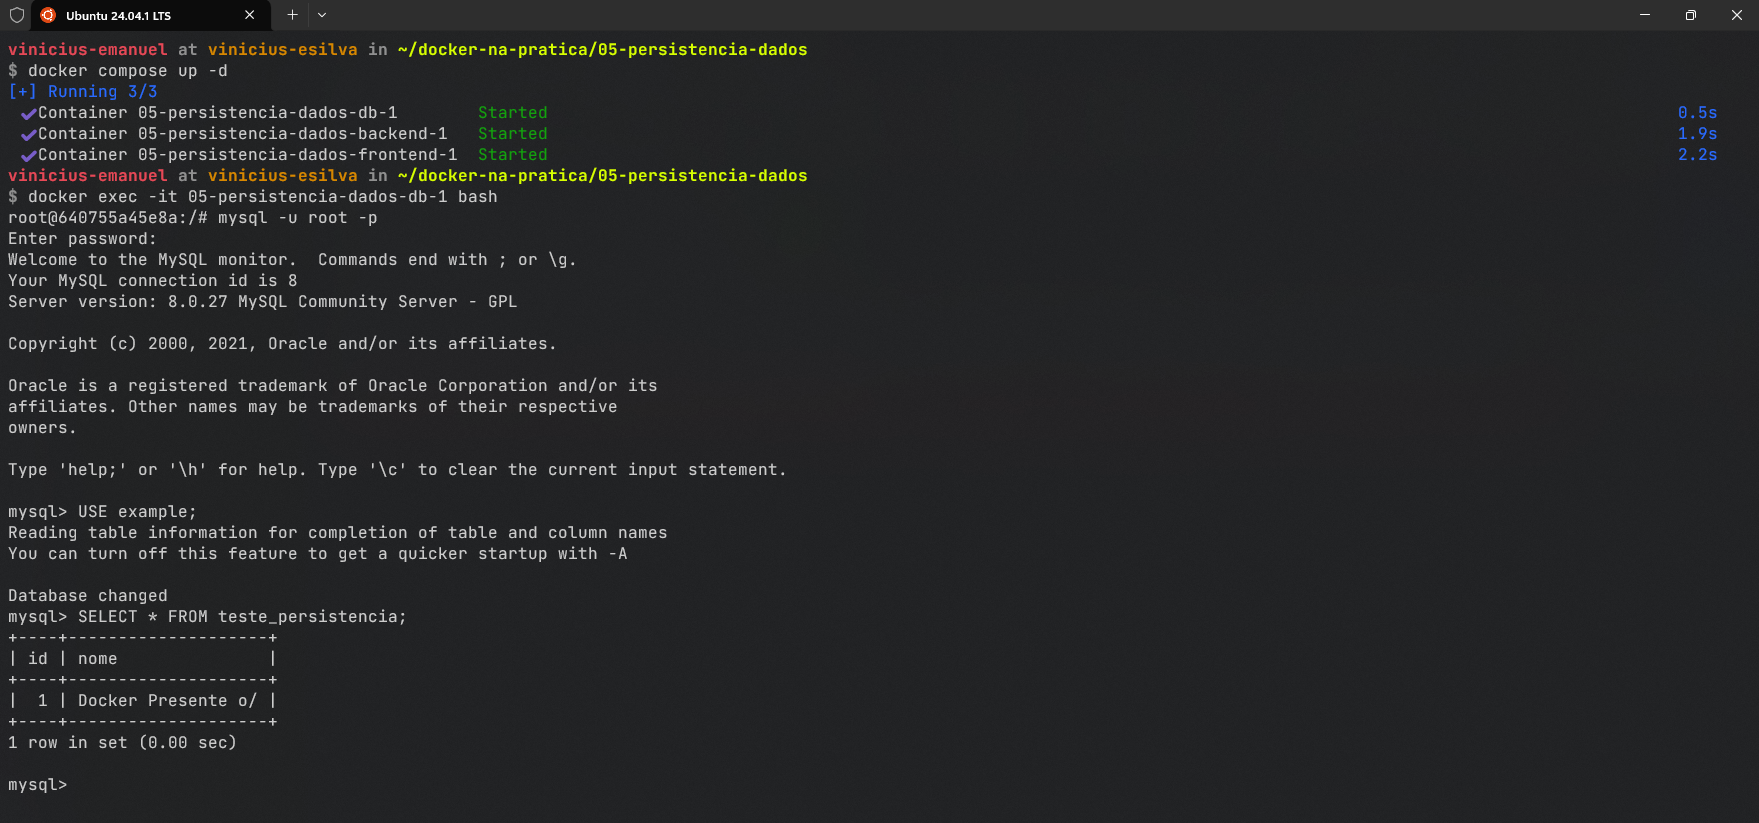 Ubuntu 24.04.1 LTS
vinicius-emanuel at vinicius-esilva in ~/docker-na-pratica/05-persistencia-dados
$ docker compose up -d
[+] Running 3/3
✔Container 05-persistencia-dados-db-1 Started 0.5s
✔Container 05-persistencia-dados-backend-1 Started 1.9s
✔Container 05-persistencia-dados-frontend-1 Started 2.2s
vinicius-emanuel at vinicius-esilva in ~/docker-na-pratica/05-persistencia-dados
$ docker exec -it 05-persistencia-dados-db-1 bash
root@640755a45e8a:/# mysql -u root -p
Enter password:
Welcome to the MySQL monitor.  Commands end with ; or \g.
Your MySQL connection id is 8
Server version: 8.0.27 MySQL Community Server - GPL
Copyright (c) 2000, 2021, Oracle and/or its affiliates.
Oracle is a registered trademark of Oracle Corporation and/or its
affiliates. Other names may be trademarks of their respective
owners.
Type 'help;' or '\h' for help. Type '\c' to clear the current input statement.
mysql> USE example;
Reading table information for completion of table and column names
You can turn off this feature to get a quicker startup with -A
Database changed
mysql> SELECT * FROM teste_persistencia;
+----+--------------------+
| id | nome               |
+----+--------------------+
|  1 | Docker Presente o/ |
+----+--------------------+
1 row in set (0.00 sec)
mysql>